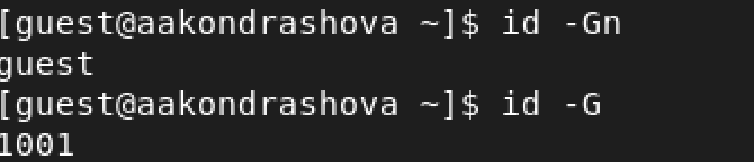 [guest@aakondrashova ~]$ id -Gn
guest
[guest@aakondrashova ~]$ id -G
1001